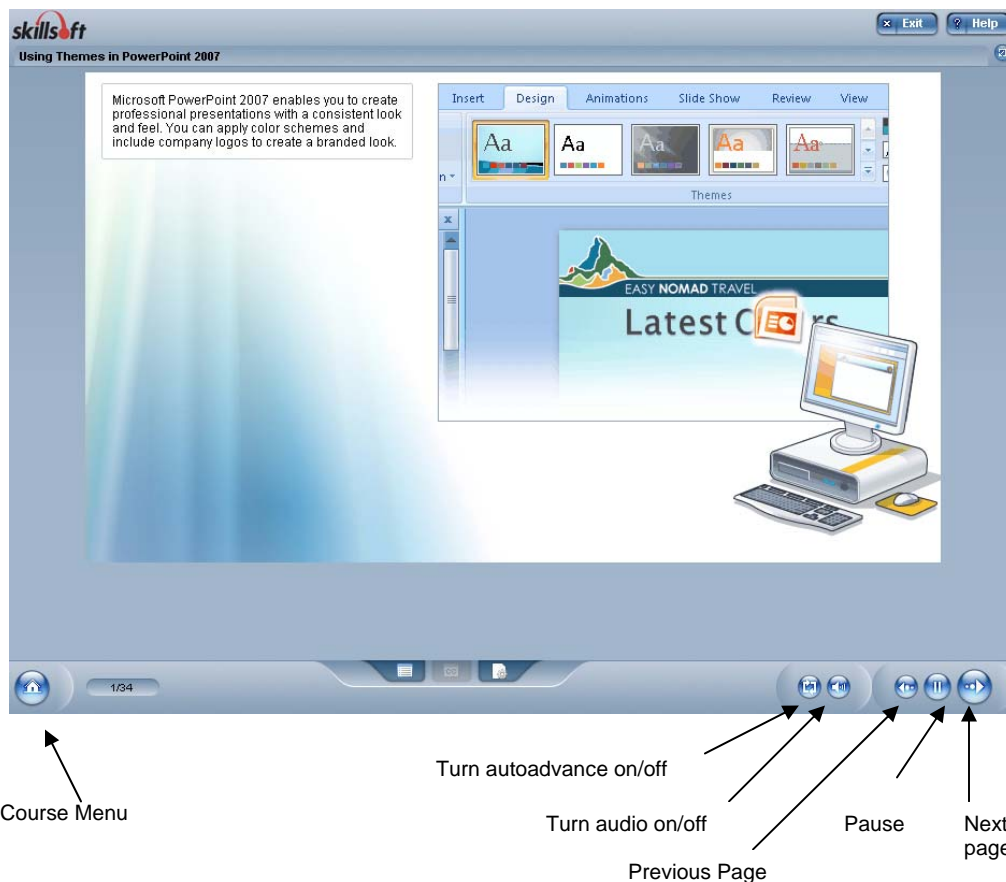 skillsoft
× Exit
? Help
Using Themes in PowerPoint 2007
Microsoft PowerPoint 2007 enables you to create
professional presentations with a consistent look
and feel. You can apply color schemes and
include company logos to create a branded look.
Insert Design Animations Slide Show Review View
Aa Aa Aa Aa Aa
n
Themes
x
EASY NOMAD TRAVEL
Latest C rs
1/34
Turn autoadvance on/off
Course Menu
Turn audio on/off
Pause
Next
page
Previous Page